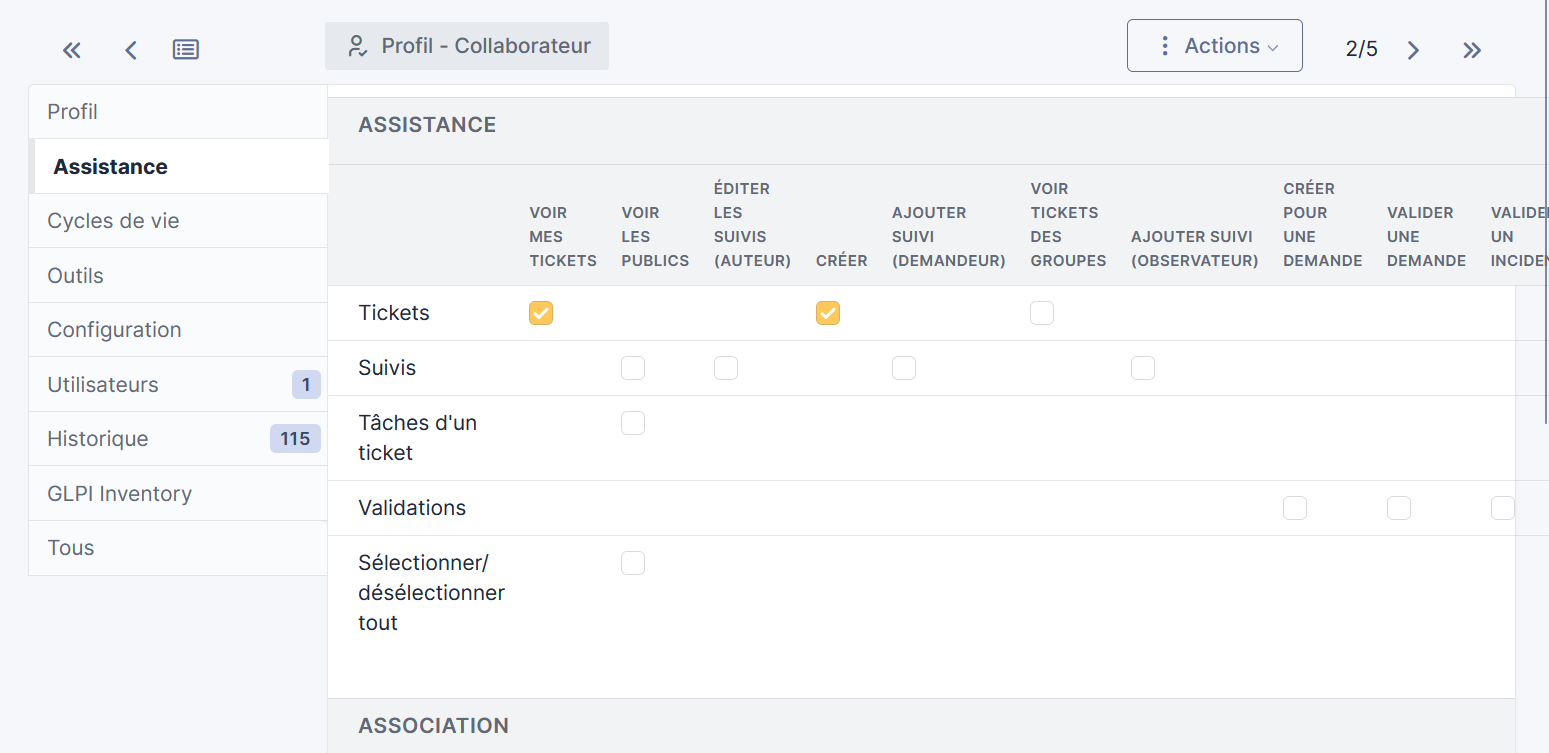 Profil - Collaborateur
Actions
2/5
Profil
Assistance
Cycles de vie
Outils
Configuration
Utilisateurs 1
Historique 115
GLPI Inventory
Tous
ASSISTANCE
VOIR MES TICKETS
VOIR LES PUBLICS
ÉDITER LES SUIVIS (AUTEUR)
CRÉER
AJOUTER SUIVI (DEMANDEUR)
VOIR TICKETS DES GROUPES
AJOUTER SUIVI (OBSERVATEUR)
CRÉER POUR UNE DEMANDE
VALIDER UNE DEMANDE
VALIDE UN INCIDEN
Tickets
Suivis
Tâches d'un
ticket
Validations
Sélectionner/
désélectionner
tout
ASSOCIATION